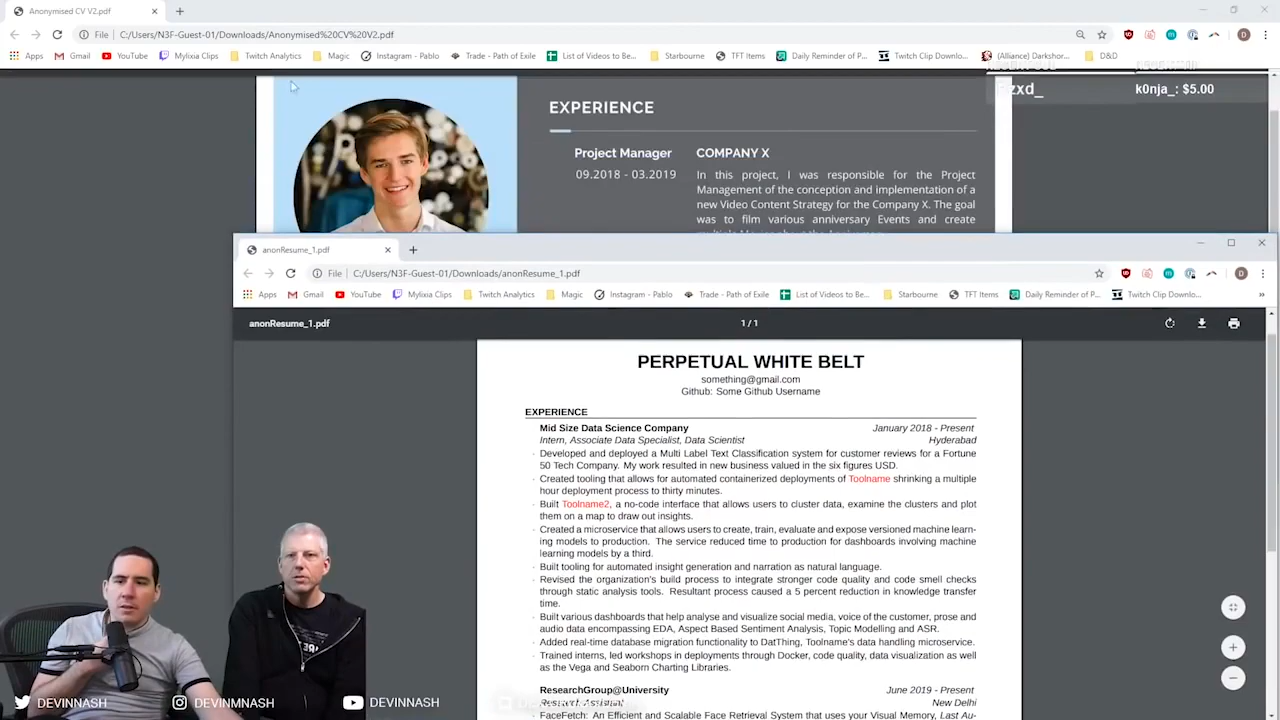 Anonymised CV V2.pdf
File | C:/Users/N3F-Guest-01/Downloads/Anonymised%20CV%20V2.pdf
Apps Gmail YouTube Mylixia Clips Twitch Analytics Magic Instagram - Pablo Trade - Path of Exile List of Videos to Be... Starbourne TFT Items Daily Reminder of P... Twitch Clip Downlo... (Alliance) Darkshor... D&D
zxd_ k0nja_: $5.00
EXPERIENCE
Project Manager COMPANY X
09.2018 - 03.2019 In this project, I was responsible for the Project
Management of the conception and implementation of a
new Video Content Strategy for the Company X. The goal
was to film various anniversary Events and create
anonResume_1.pdf
File | C:/Users/N3F-Guest-01/Downloads/anonResume_1.pdf
Apps Gmail YouTube Mylixia Clips Twitch Analytics Magic Instagram - Pablo Trade - Path of Exile List of Videos to Be... Starbourne TFT Items Daily Reminder of P... Twitch Clip Downlo... »
anonResume_1.pdf 1 / 1
PERPETUAL WHITE BELT
something@gmail.com
Github: Some Github Username
EXPERIENCE
Mid Size Data Science Company January 2018 - Present
Intern, Associate Data Specialist, Data Scientist Hyderabad
· Developed and deployed a Multi Label Text Classification system for customer reviews for a Fortune
50 Tech Company. My work resulted in new business valued in the six figures USD.
· Created tooling that allows for automated containerized deployments of Toolname shrinking a multiple
hour deployment process to thirty minutes.
· Built Toolname2, a no-code interface that allows users to cluster data, examine the clusters and plot
them on a map to draw out insights.
· Created a microservice that allows users to create, train, evaluate and expose versioned machine learn-
ing models to production. The service reduced time to production for dashboards involving machine
learning models by a third.
· Built tooling for automated insight generation and narration as natural language.
· Revised the organization's build process to integrate stronger code quality and code smell checks
through static analysis tools. Resultant process caused a 5 percent reduction in knowledge transfer
time.
· Built various dashboards that help analyse and visualize social media, voice of the customer, prose and
audio data encompassing EDA, Aspect Based Sentiment Analysis, Topic Modelling and ASR.
· Added real-time database migration functionality to DatThing, Toolname's data handling microservice.
· Trained interns, led workshops in deployments through Docker, code quality, data visualization as well
as the Vega and Seaborn Charting Libraries.
ResearchGroup@University June 2019 - Present
Research Assistant New Delhi
· FaceFetch: An Efficient and Scalable Face Retrieval System that uses your Visual Memory, Last Au-
DEVINNASH DEVINMNASH DEVINNASH